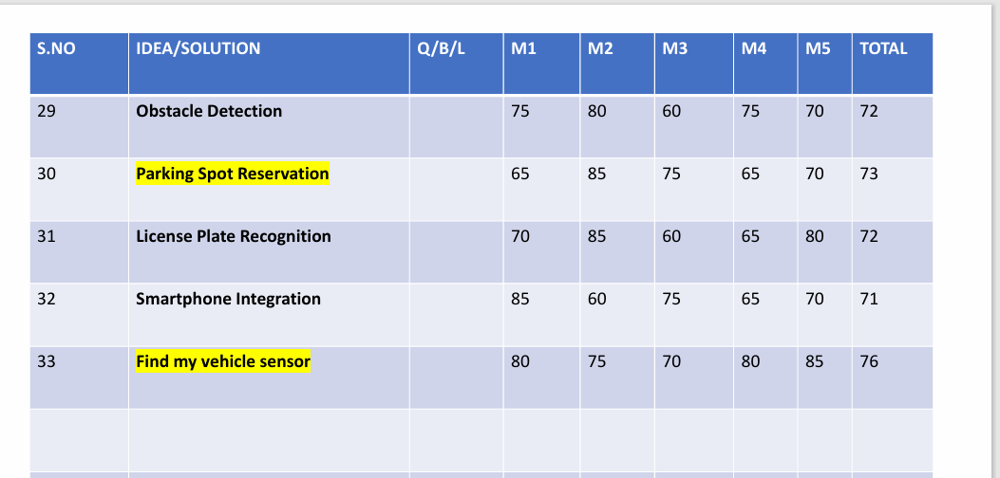 S.NO IDEA/SOLUTION Q/B/L M1 M2 M3 M4 M5 TOTAL
29 Obstacle Detection 75 80 60 75 70 72
30 Parking Spot Reservation 65 85 75 65 70 73
31 License Plate Recognition 70 85 60 65 80 72
32 Smartphone Integration 85 60 75 65 70 71
33 Find my vehicle sensor 80 75 70 80 85 76